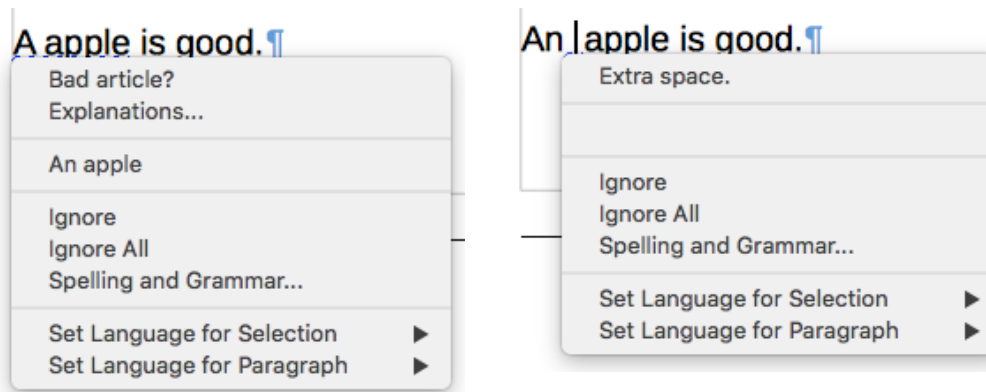 A apple is good.¶
Bad article?
Explanations...
An apple
Ignore
Ignore All
Spelling and Grammar...
Set Language for Selection ▶
Set Language for Paragraph ▶
An apple is good.¶
Extra space.
Ignore
Ignore All
Spelling and Grammar...
Set Language for Selection ▶
Set Language for Paragraph ▶